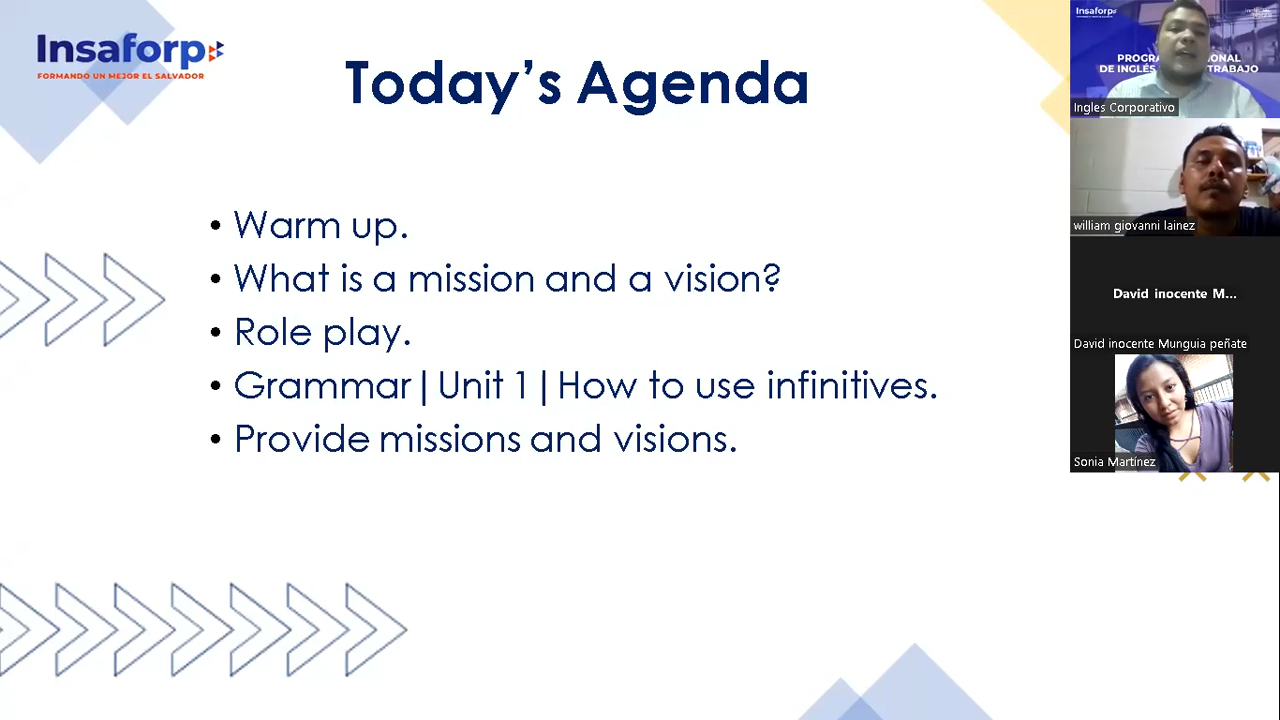 Insaforp
FORMANDO UN MEJOR EL SALVADOR
Today's Agenda
• Warm up.
• What is a mission and a vision?
• Role play.
• Grammar|Unit 1|How to use infinitives.
• Provide missions and visions.
Insaforp
DE INGLÉS
TRABAJO
Ingles Corporativo
william giovanni lainez
David inocente M...
David inocente Munguia peñate
Sonia Martínez